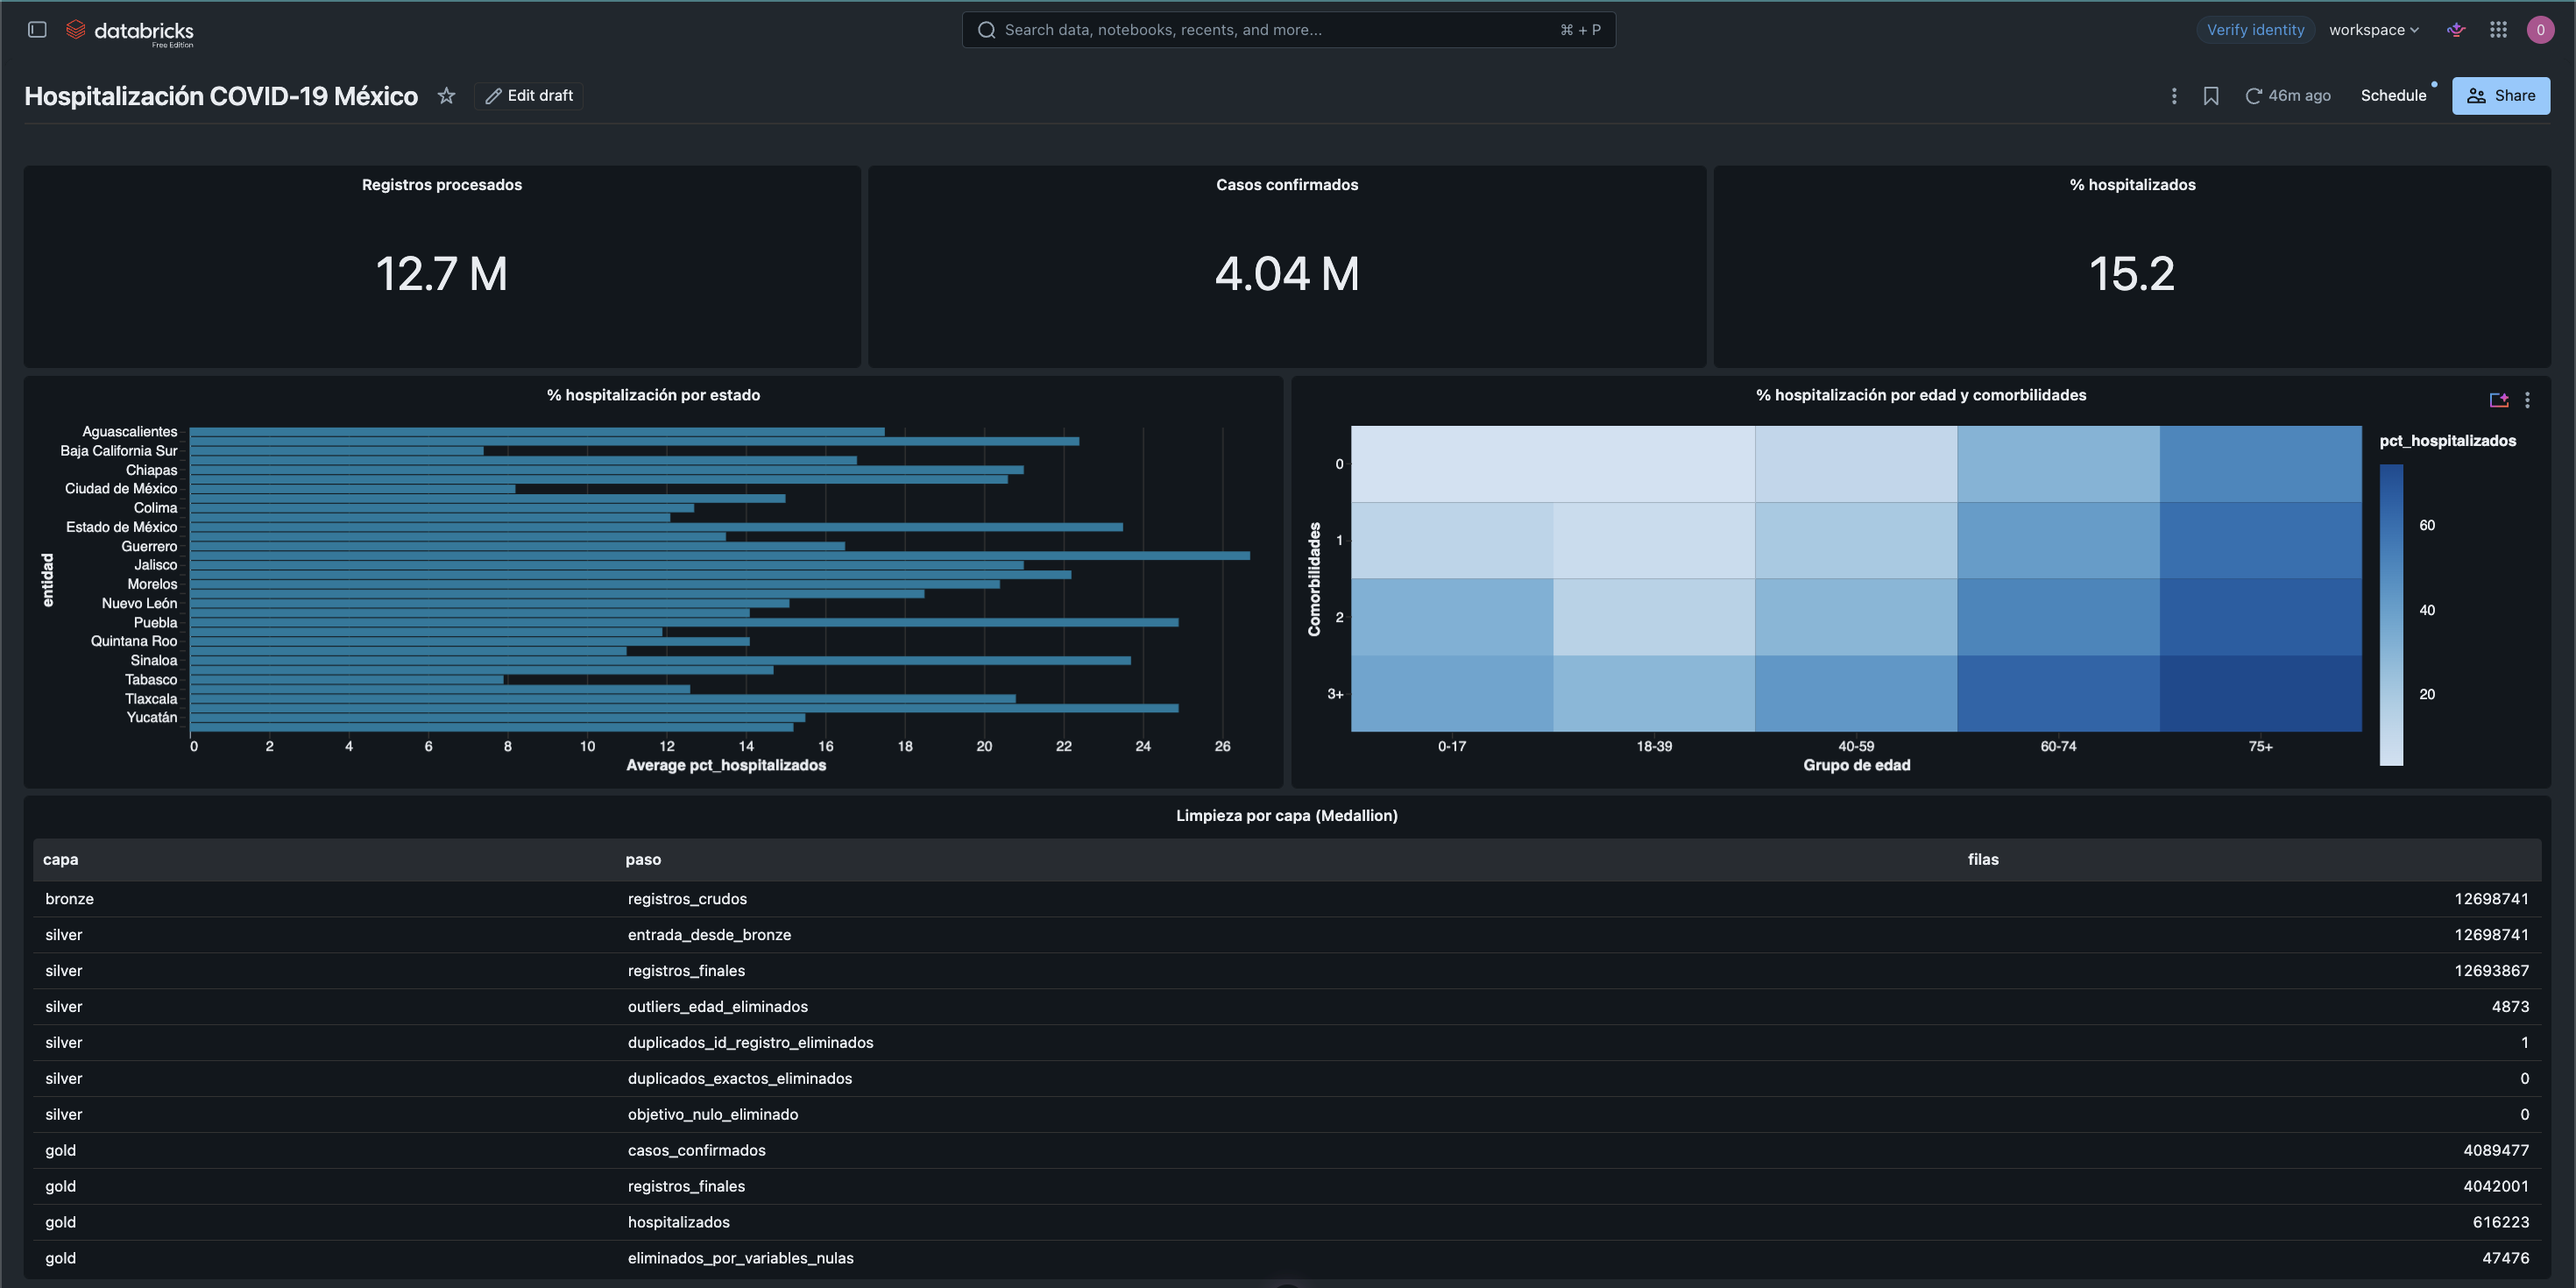 databricks
Free Edition
Search data, notebooks, recents, and more...
⌘ + P
Verify identity
workspace
0
Hospitalización COVID-19 México
Edit draft
46m ago
Schedule
Share
Registros procesados
12.7 M
Casos confirmados
4.04 M
% hospitalizados
15.2
% hospitalización por estado
entidad
Aguascalientes
Baja California Sur
Chiapas
Ciudad de México
Colima
Estado de México
Guerrero
Jalisco
Morelos
Nuevo León
Puebla
Quintana Roo
Sinaloa
Tabasco
Tlaxcala
Yucatán
0 2 4 6 8 10 12 14 16 18 20 22 24 26
Average pct_hospitalizados
% hospitalización por edad y comorbilidades
Comorbilidades
0
1
2
3+
0-17 18-39 40-59 60-74 75+
Grupo de edad
pct_hospitalizados
60
40
20
Limpieza por capa (Medallion)
capa paso filas
bronze registros_crudos 12698741
silver entrada_desde_bronze 12698741
silver registros_finales 12693867
silver outliers_edad_eliminados 4873
silver duplicados_id_registro_eliminados 1
silver duplicados_exactos_eliminados 0
silver objetivo_nulo_eliminado 0
gold casos_confirmados 4089477
gold registros_finales 4042001
gold hospitalizados 616223
gold eliminados_por_variables_nulas 47476